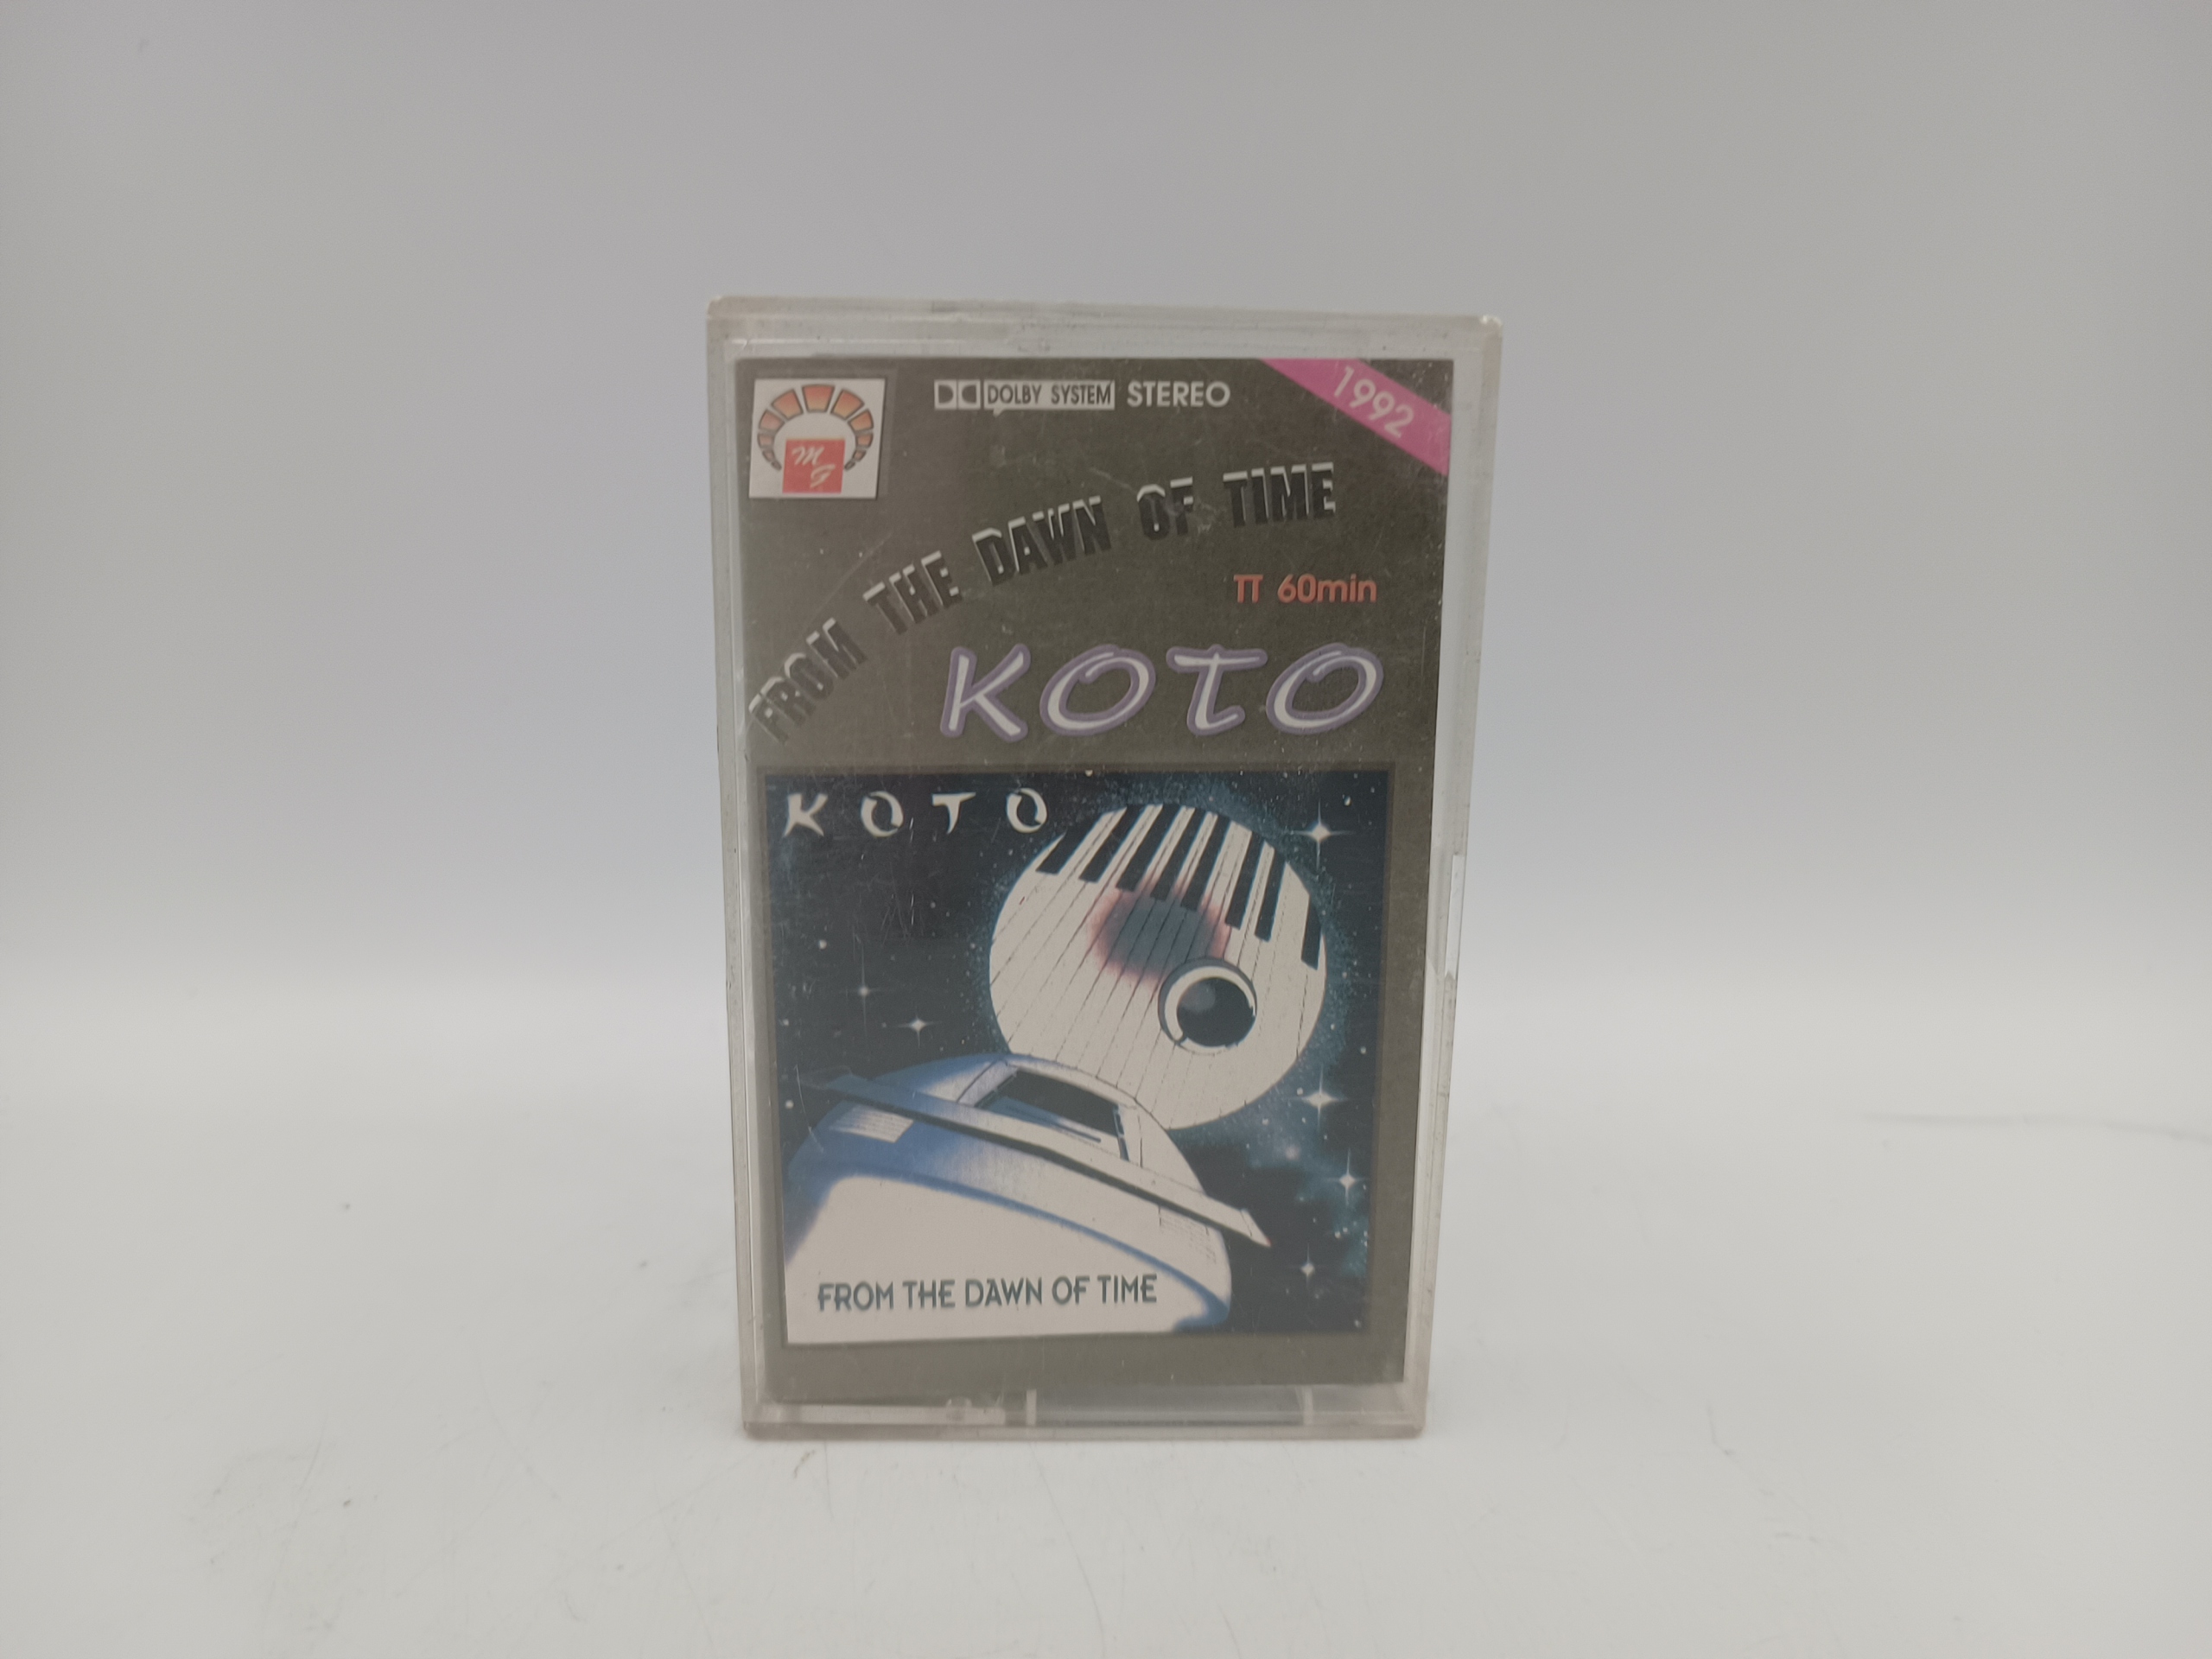 DOLBY SYSTEM STEREO
1992
FROM THE DAWN OF TIME
TT 60min
KOTO
KOTO
FROM THE DAWN OF TIME